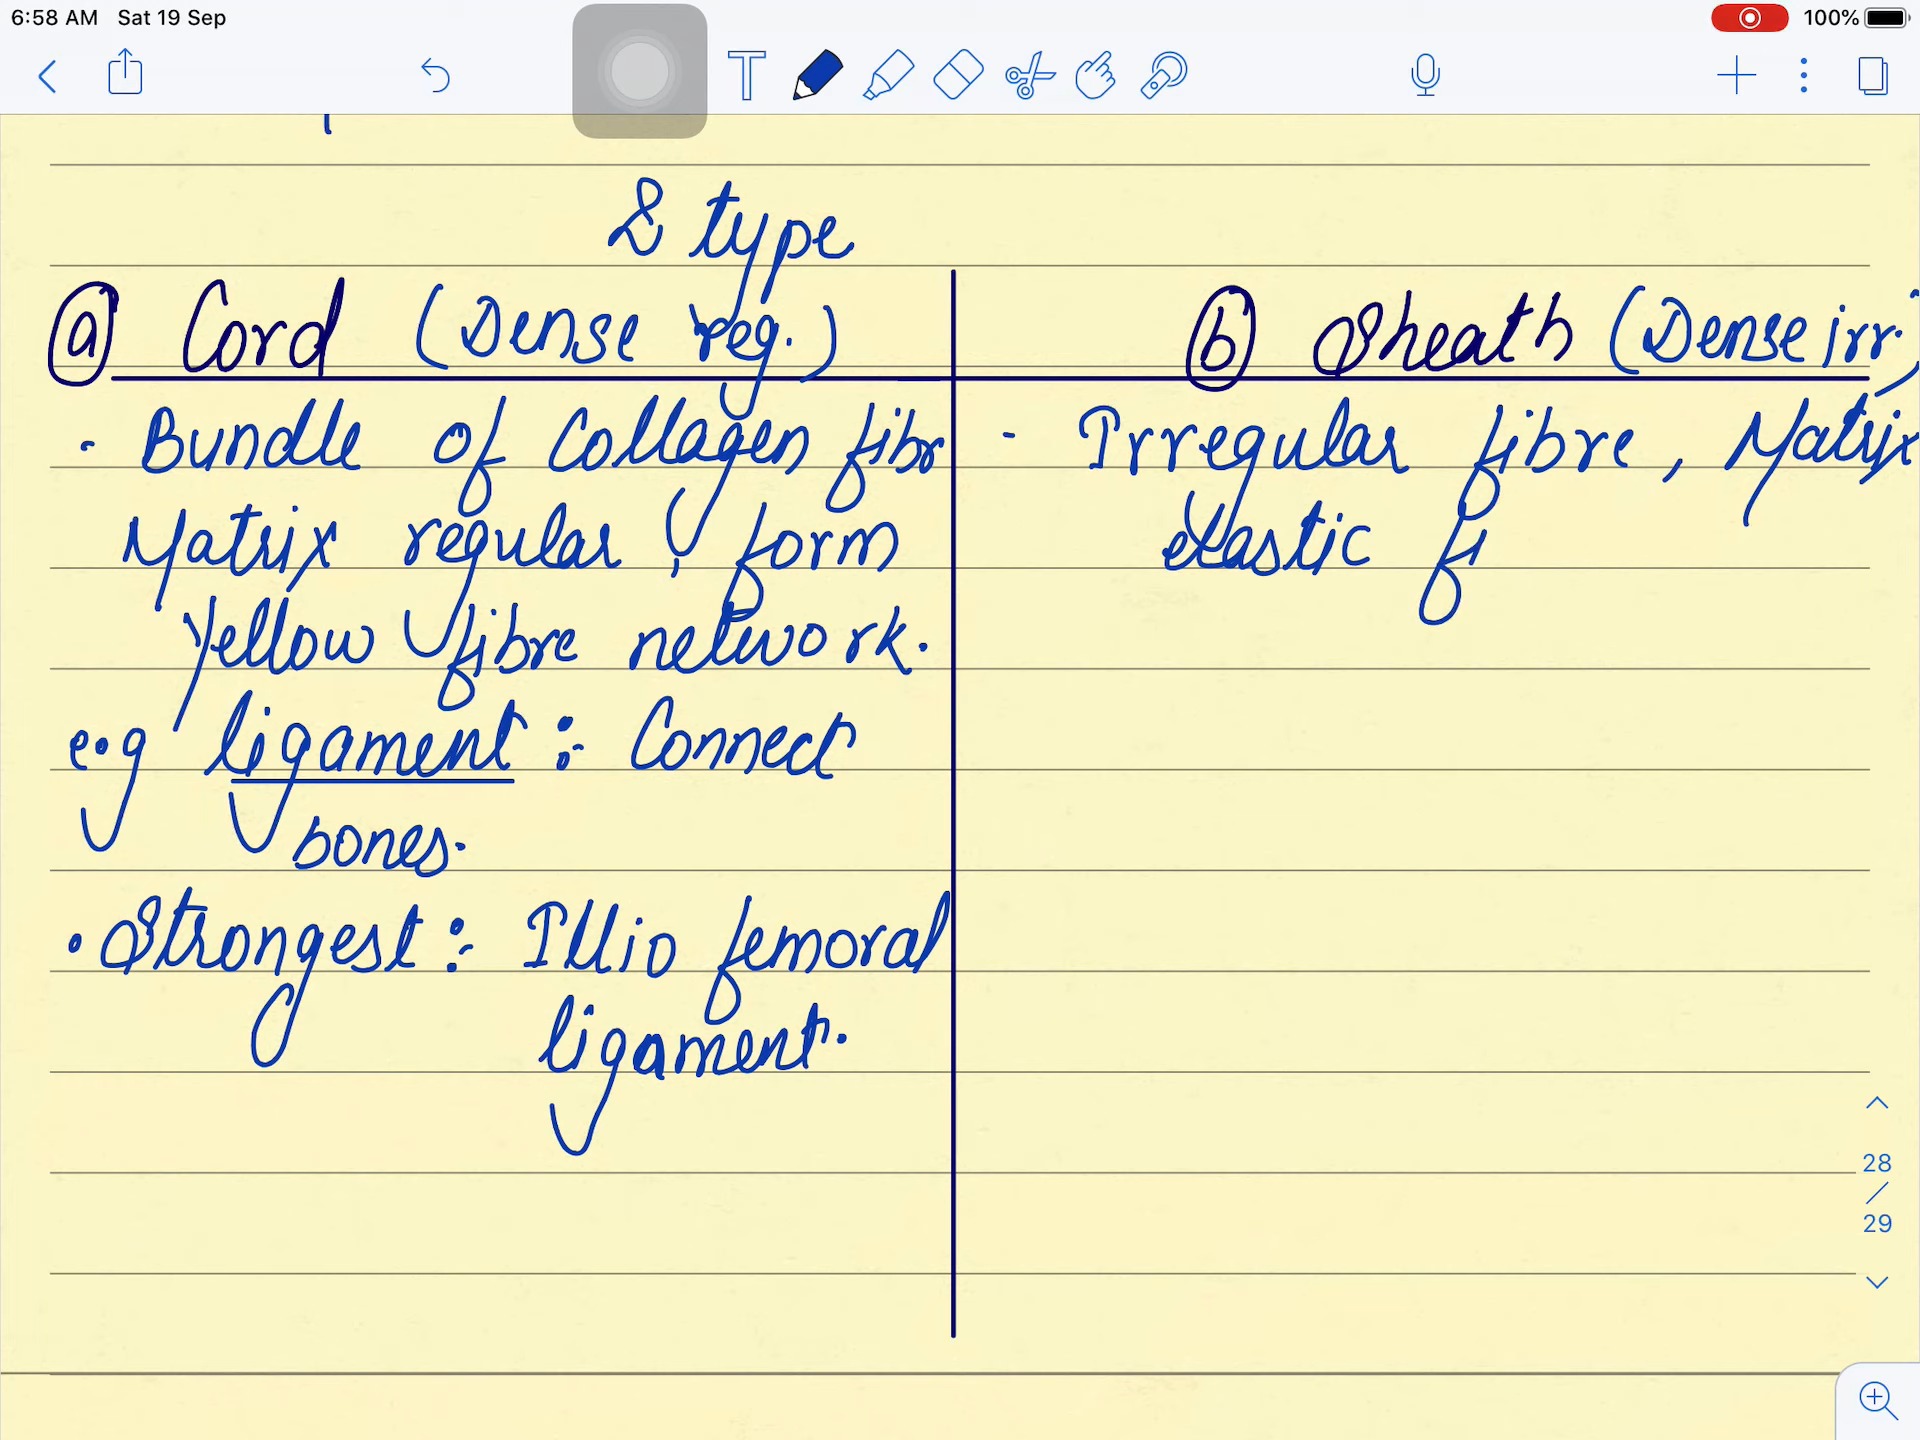 6:58 AM Sat 19 Sep
100%
T
2 type
a Cord (Dense reg.)
· Bundle of Collagen fibr
Matrix regular, form
Yellow fibre network.
e.g ligament :- Connect
bones.
• Strongest :- Illio femoral
ligament.
b Sheath (Dense irr.)
- Irregular fibre, Matrix
elastic fi
28
/
29